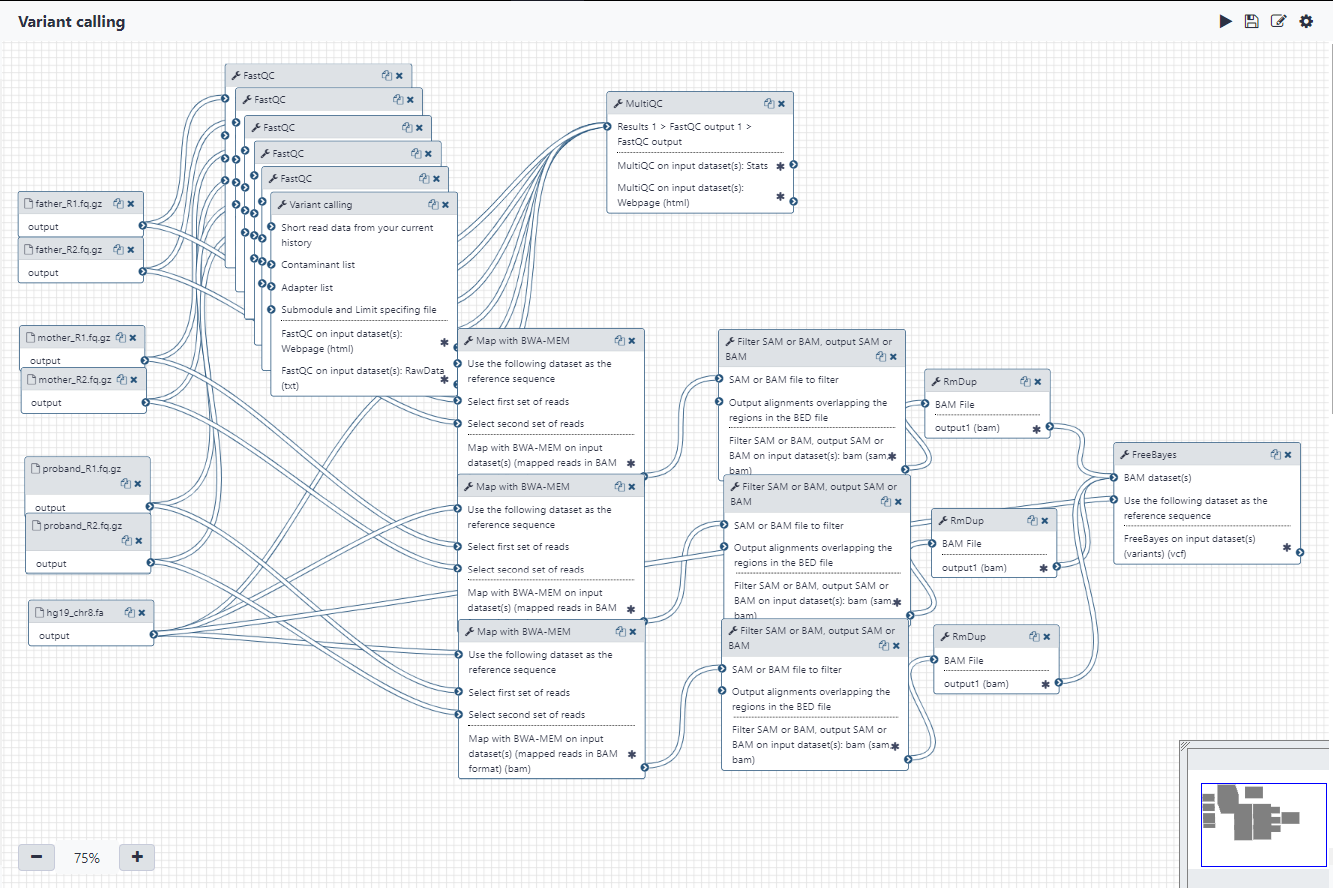 Variant calling
FastQC
FastQC
FastQC
FastQC
FastQC
Variant calling
Short read data from your current
history
Contaminant list
Adapter list
Submodule and Limit specifing file
FastQC on input dataset(s):
Webpage (html)
FastQC on input dataset(s): RawData
(txt)
MultiQC
Results 1 > FastQC output 1 >
FastQC output
MultiQC on input dataset(s): Stats
MultiQC on input dataset(s):
Webpage (html)
father_R1.fq.gz
output
father_R2.fq.gz
output
mother_R1.fq.gz
output
mother_R2.fq.gz
output
proband_R1.fq.gz
output
proband_R2.fq.gz
output
hg19_chr8.fa
output
Map with BWA-MEM
Use the following dataset as the
reference sequence
Select first set of reads
Select second set of reads
Map with BWA-MEM on input
dataset(s) (mapped reads in BAM
Map with BWA-MEM
Use the following dataset as the
reference sequence
Select first set of reads
Select second set of reads
Map with BWA-MEM on input
dataset(s) (mapped reads in BAM
Map with BWA-MEM
Use the following dataset as the
reference sequence
Select first set of reads
Select second set of reads
Map with BWA-MEM on input
dataset(s) (mapped reads in BAM
format) (bam)
Filter SAM or BAM, output SAM or
BAM
SAM or BAM file to filter
Output alignments overlapping the
regions in the BED file
Filter SAM or BAM, output SAM or
BAM on input dataset(s): bam (sam,
bam)
Filter SAM or BAM, output SAM or
BAM
SAM or BAM file to filter
Output alignments overlapping the
regions in the BED file
Filter SAM or BAM, output SAM or
BAM on input dataset(s): bam (sam,
bam)
Filter SAM or BAM, output SAM or
BAM
SAM or BAM file to filter
Output alignments overlapping the
regions in the BED file
Filter SAM or BAM, output SAM or
BAM on input dataset(s): bam (sam,
bam)
RmDup
BAM File
output1 (bam)
RmDup
BAM File
output1 (bam)
RmDup
BAM File
output1 (bam)
FreeBayes
BAM dataset(s)
Use the following dataset as the
reference sequence
FreeBayes on input dataset(s)
(variants) (vcf)
75%